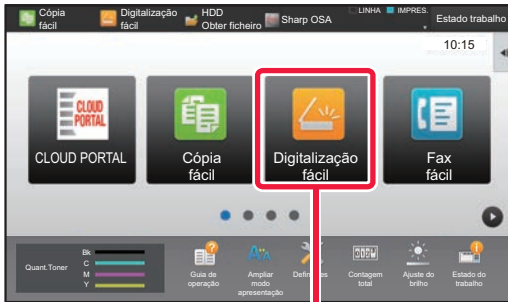 Cópia
fácil
Digitalização
fácil
HDD
Obter ficheiro
Sharp OSA
LINHA
IMPRES.
Estado trabalho
10:15
CLOUD
PORTAL
CLOUD PORTAL
Cópia
fácil
Digitalização
fácil
Fax
fácil
Quant.Toner
Bk
C
M
Y
Guia de
operação
Ampliar
modo
apresentação
Contagem
total
Ajuste do
brilho
Estado do
trabalho